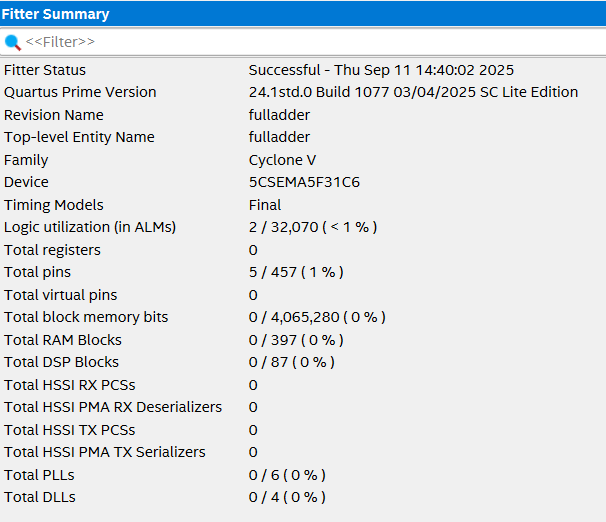 Fitter Summary
<<Filter>>
Fitter Status Successful - Thu Sep 11 14:40:02 2025
Quartus Prime Version 24.1std.0 Build 1077 03/04/2025 SC Lite Edition
Revision Name fulladder
Top-level Entity Name fulladder
Family Cyclone V
Device 5CSEMA5F31C6
Timing Models Final
Logic utilization (in ALMs) 2 / 32,070 ( < 1 % )
Total registers 0
Total pins 5 / 457 ( 1 % )
Total virtual pins 0
Total block memory bits 0 / 4,065,280 ( 0 % )
Total RAM Blocks 0 / 397 ( 0 % )
Total DSP Blocks 0 / 87 ( 0 % )
Total HSSI RX PCSs 0
Total HSSI PMA RX Deserializers 0
Total HSSI TX PCSs 0
Total HSSI PMA TX Serializers 0
Total PLLs 0 / 6 ( 0 % )
Total DLLs 0 / 4 ( 0 % )